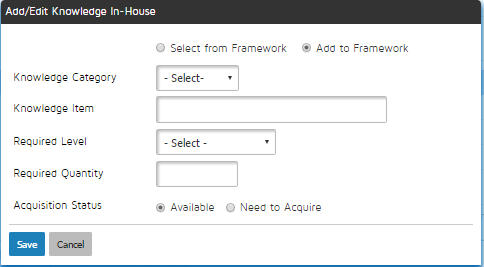 Add/Edit Knowledge In-House
Select from Framework Add to Framework
Knowledge Category - Select-
Knowledge Item
Required Level - Select -
Required Quantity
Acquisition Status Available Need to Acquire
Save Cancel